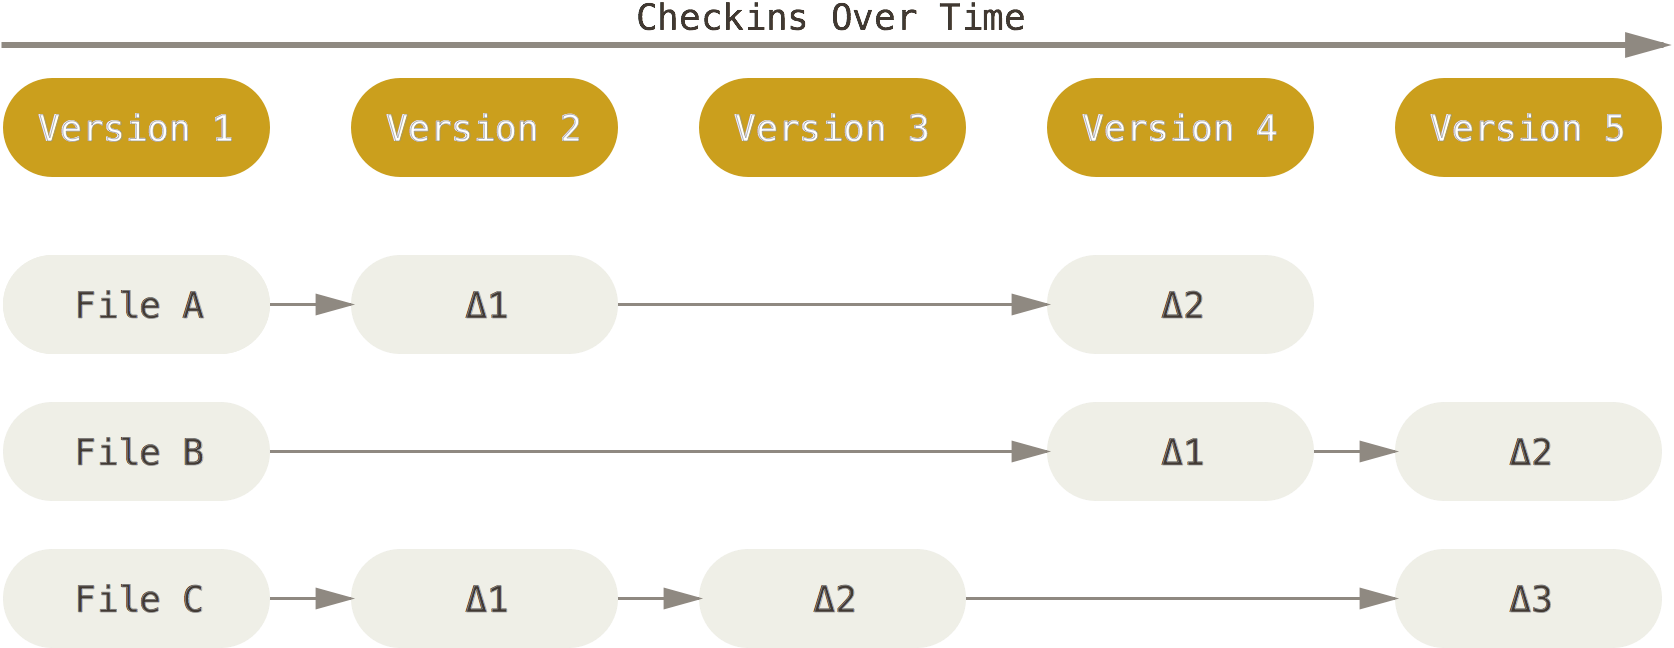 Checkins Over Time
Version 1 Version 2 Version 3 Version 4 Version 5
File A Δ1 Δ2
File B Δ1 Δ2
File C Δ1 Δ2 Δ3